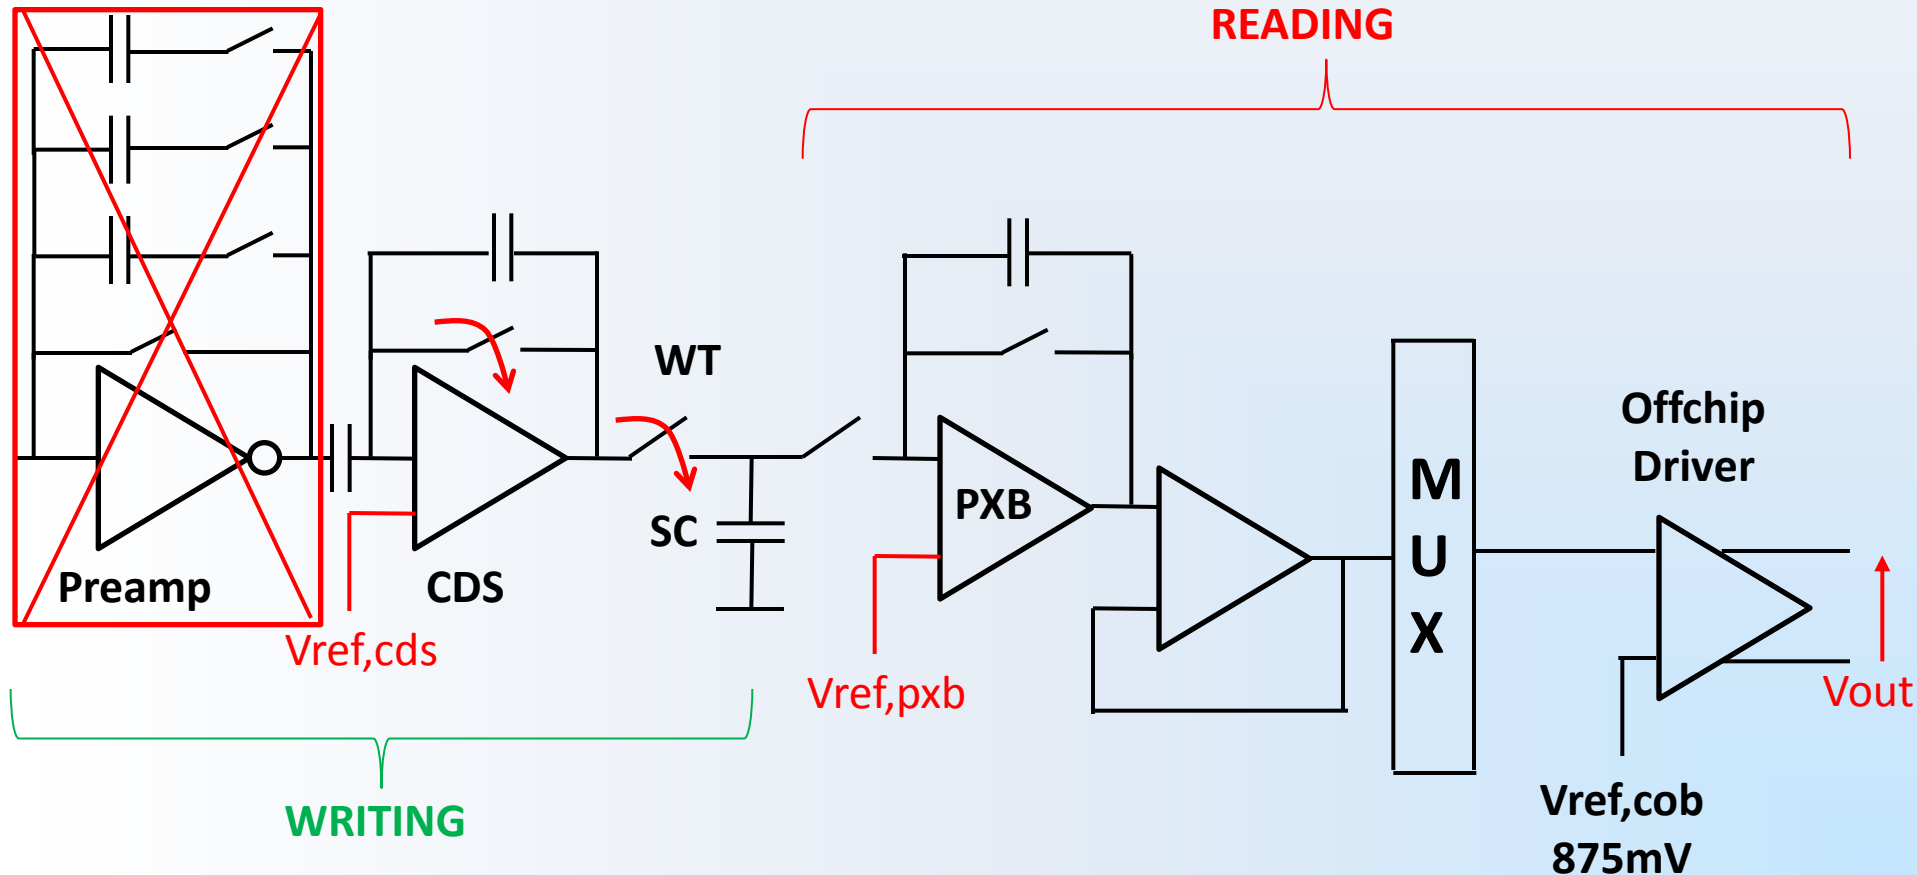 READING
WT
Offchip
Driver
M
U
X
PXB
SC
Preamp
CDS
Vref,cds
Vref,pxb
Vout
WRITING
Vref,cob
875mV